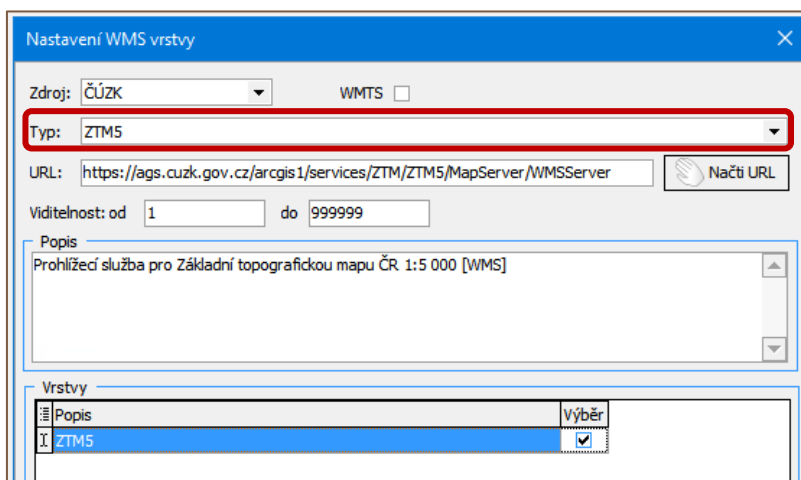 Nastavení WMS vrstvy
Zdroj: ČÚZK WMTS
Typ: ZTM5
URL: https://ags.cuzk.gov.cz/arcgis1/services/ZTM/ZTM5/MapServer/WMSServer Načti URL
Viditelnost: od 1 do 999999
Popis
Prohlížecí služba pro Základní topografickou mapu ČR 1:5 000 [WMS]
Vrstvy
Popis Výběr
ZTM5